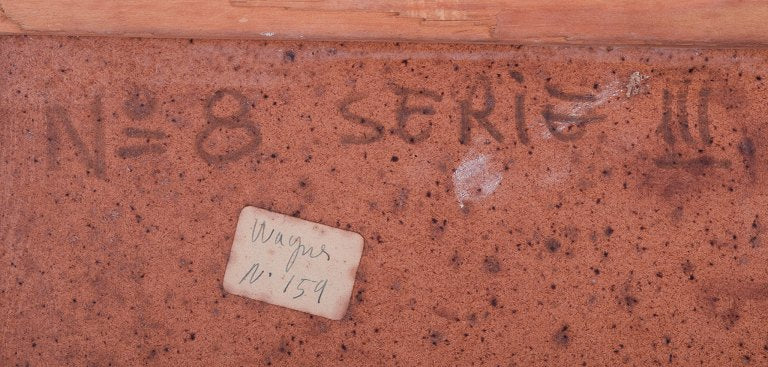 Nº 8 SERIE III
Wagner
N. 159